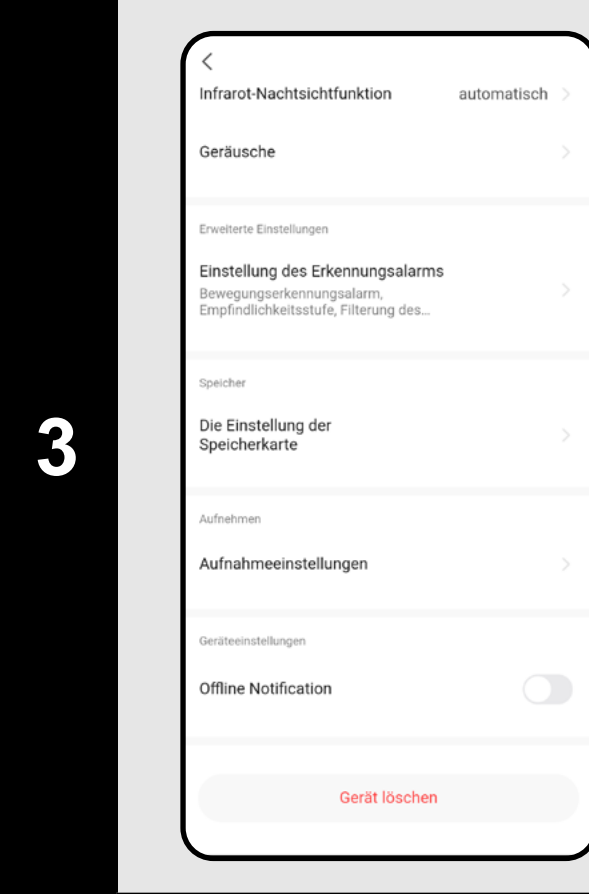 3
Infrarot-Nachtsichtfunktion automatisch
Geräusche
Erweiterte Einstellungen
Einstellung des Erkennungsalarms
Bewegungserkennungsalarm,
Empfindlichkeitsstufe, Filterung des...
Speicher
Die Einstellung der
Speicherkarte
Aufnehmen
Aufnahmeeinstellungen
Geräteeinstellungen
Offline Notification
Gerät löschen